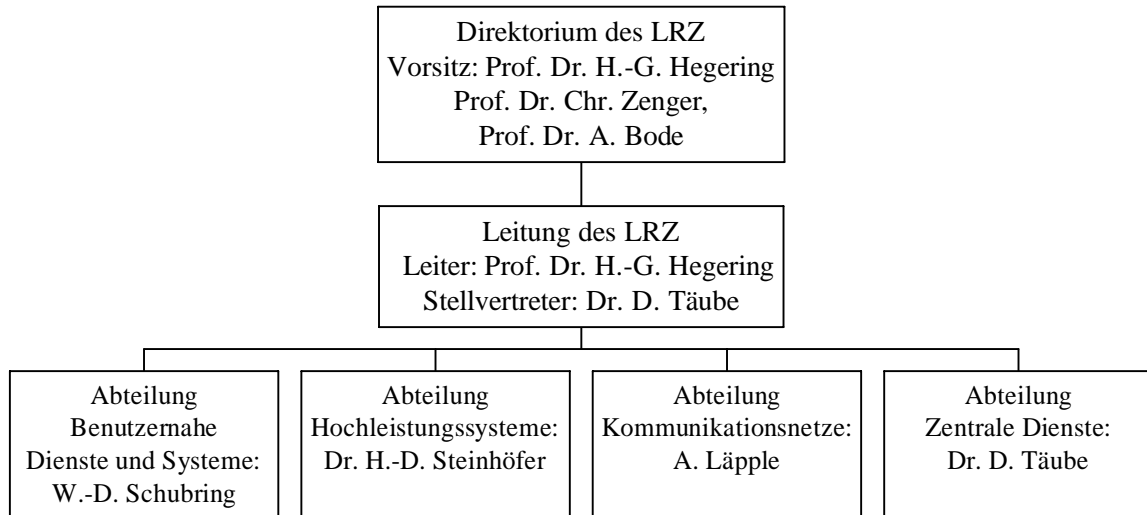 Direktorium des LRZ
Vorsitz: Prof. Dr. H.-G. Hegering
Prof. Dr. Chr. Zenger,
Prof. Dr. A. Bode
Leitung des LRZ
Leiter: Prof. Dr. H.-G. Hegering
Stellvertreter: Dr. D. Täube
Abteilung
Benutzernahe
Dienste und Systeme:
W.-D. Schubring
Abteilung
Hochleistungssysteme:
Dr. H.-D. Steinhöfer
Abteilung
Kommunikationsnetze:
A. Läpple
Abteilung
Zentrale Dienste:
Dr. D. Täube